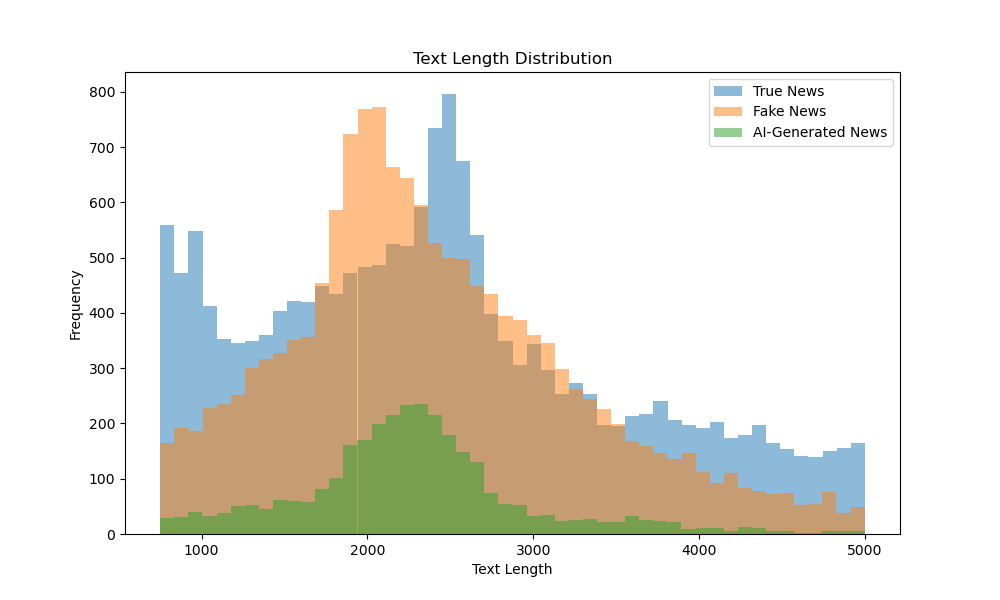 Text Length Distribution
True News
Fake News
AI-Generated News
Frequency
800
700
600
500
400
300
200
100
0
1000 2000 3000 4000 5000
Text Length